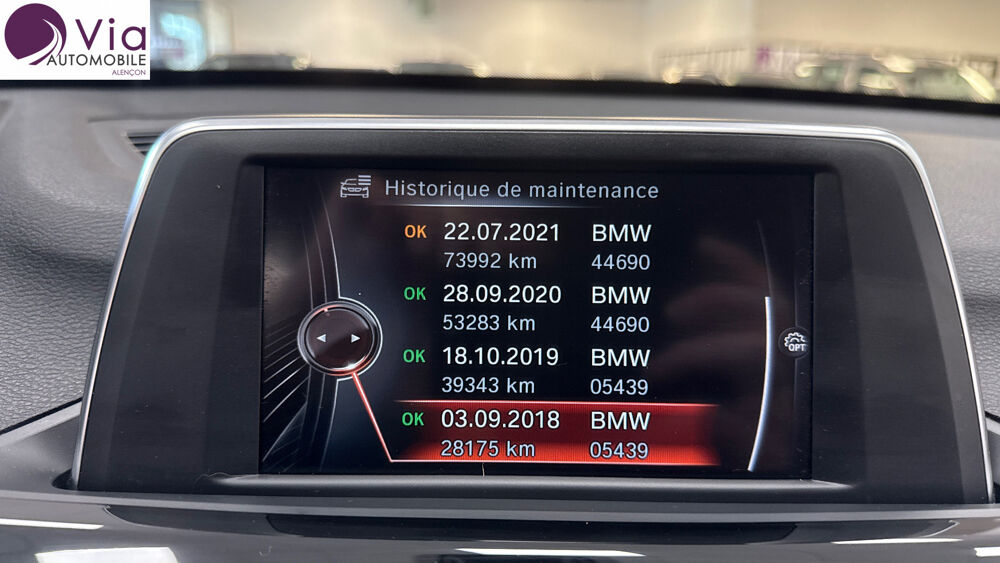 Via
AUTOMOBILE
ALENÇON
Historique de maintenance
OK 22.07.2021 BMW
73992 km 44690
OK 28.09.2020 BMW
53283 km 44690
OK 18.10.2019 BMW
39343 km 05439
OK 03.09.2018 BMW
28175 km 05439
OPT